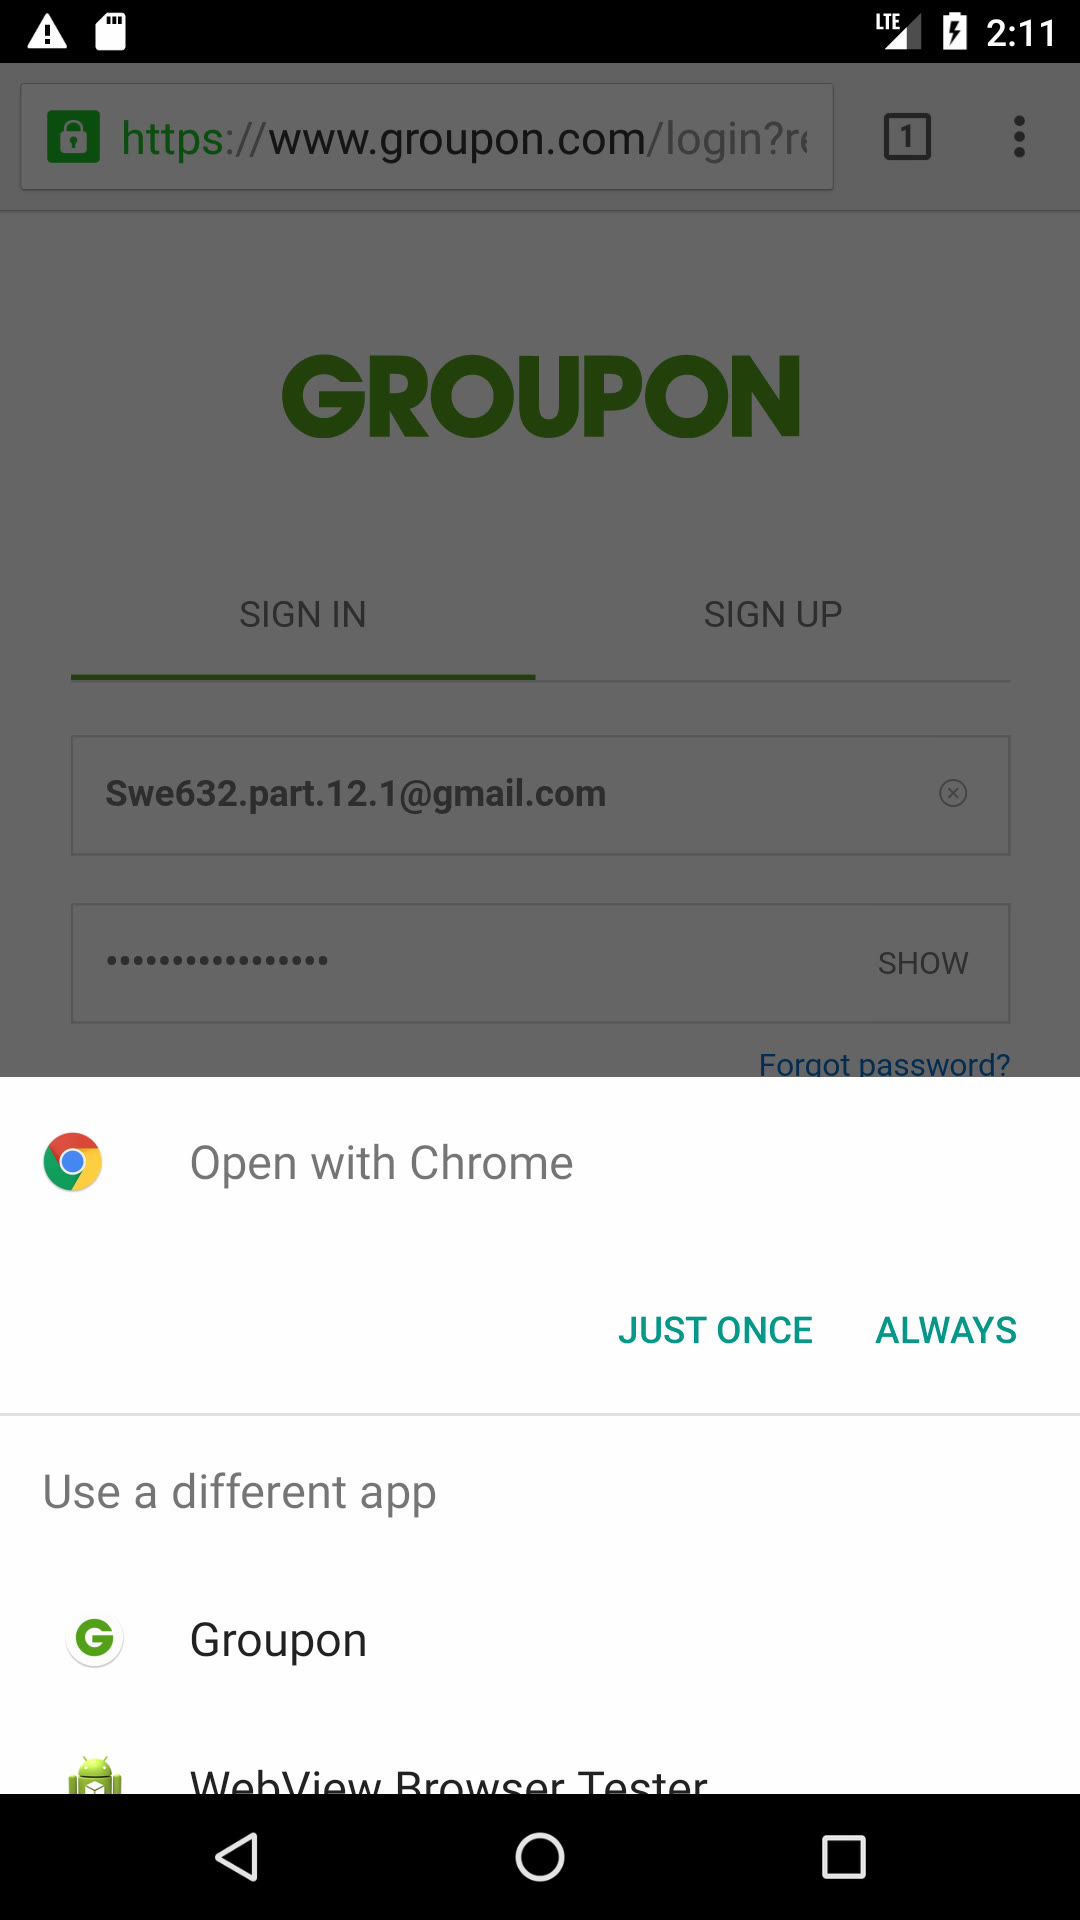 LTE 2:11
https://www.groupon.com/login?re
1
GROUPON
SIGN IN SIGN UP
Swe632.part.12.1@gmail.com
••••••••••••••••• SHOW
Forgot password?
Open with Chrome
JUST ONCE ALWAYS
Use a different app
Groupon
WebView Browser Tester